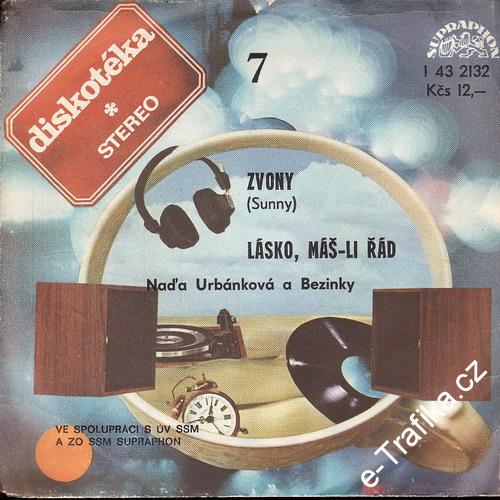 diskotéka
*
STEREO
7
SUPRAPHON
1 43 2132
Kčs 12,—
ZVONY
(Sunny)
LÁSKO, MÁŠ-LI ŘÁD
Naďa Urbánková a Bezinky
VE SPOLUPRÁCI S ÚV SSM
A ZO SSM SUPRAPHON
e-Trafika.cz